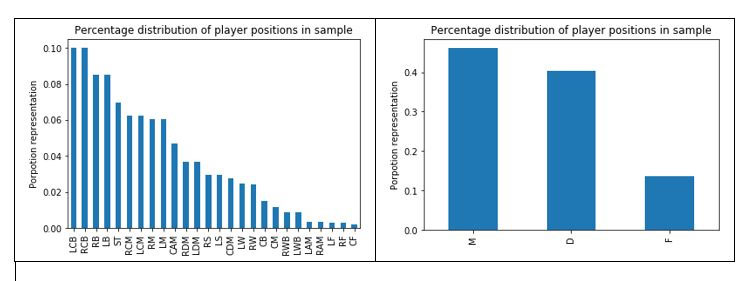 Percentage distribution of player positions in sample
Porpotion representation
0.10
0.08
0.06
0.04
0.02
0.00
LCB
RCB
RB
LB
ST
RCM
LCM
RM
LM
CAM
RDM
LDM
RS
LS
CDM
LW
RW
CB
CM
RWB
LWB
LAM
RAM
LF
RF
CF
Percentage distribution of player positions in sample
Porpotion representation
0.4
0.3
0.2
0.1
0.0
M
D
F